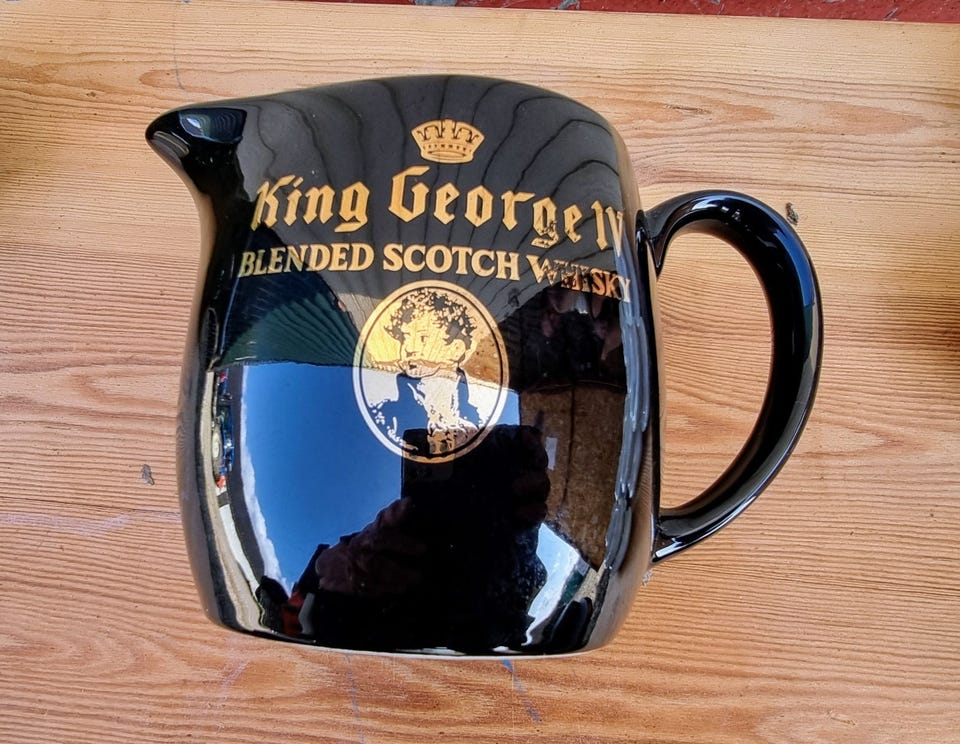 King George IV
BLENDED SCOTCH WHISKY